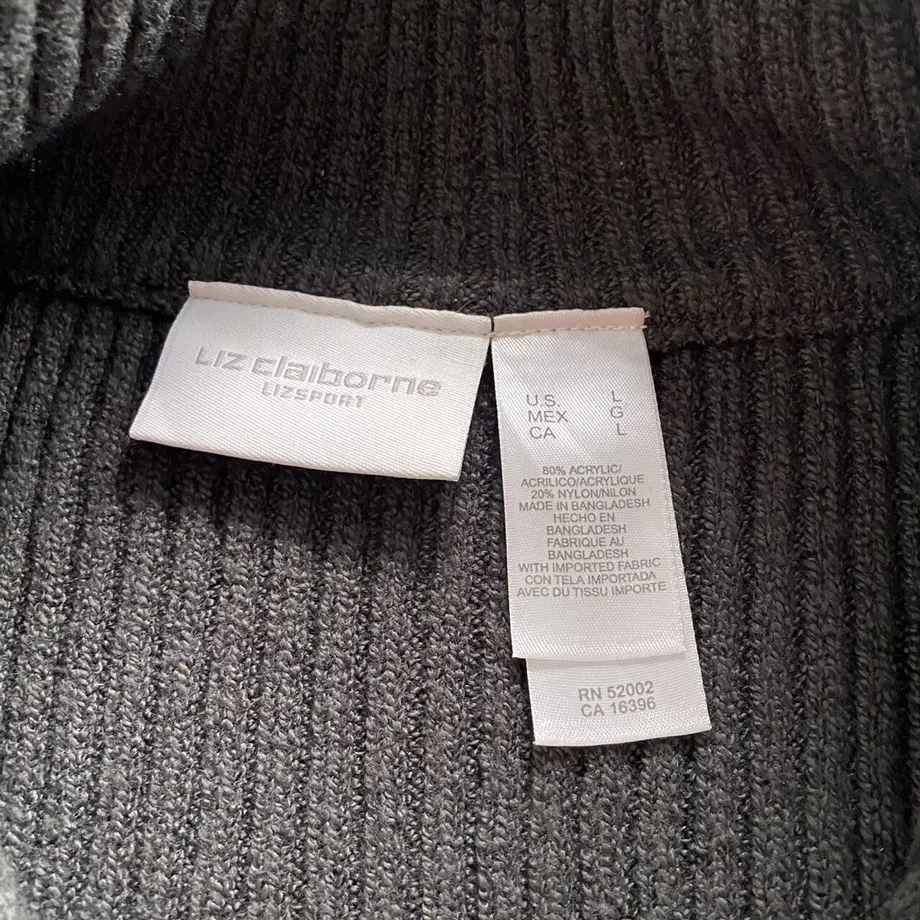 LIZ claiborne
LIZSPORT
U.S. L
MEX G
CA L
80% ACRYLIC/
ACRILICO/ACRYLIQUE
20% NYLON/NILON
MADE IN BANGLADESH
HECHO EN
BANGLADESH
FABRIQUE AU
BANGLADESH
WITH IMPORTED FABRIC
CON TELA IMPORTADA
AVEC DU TISSU IMPORTE
RN 52002
CA 16396